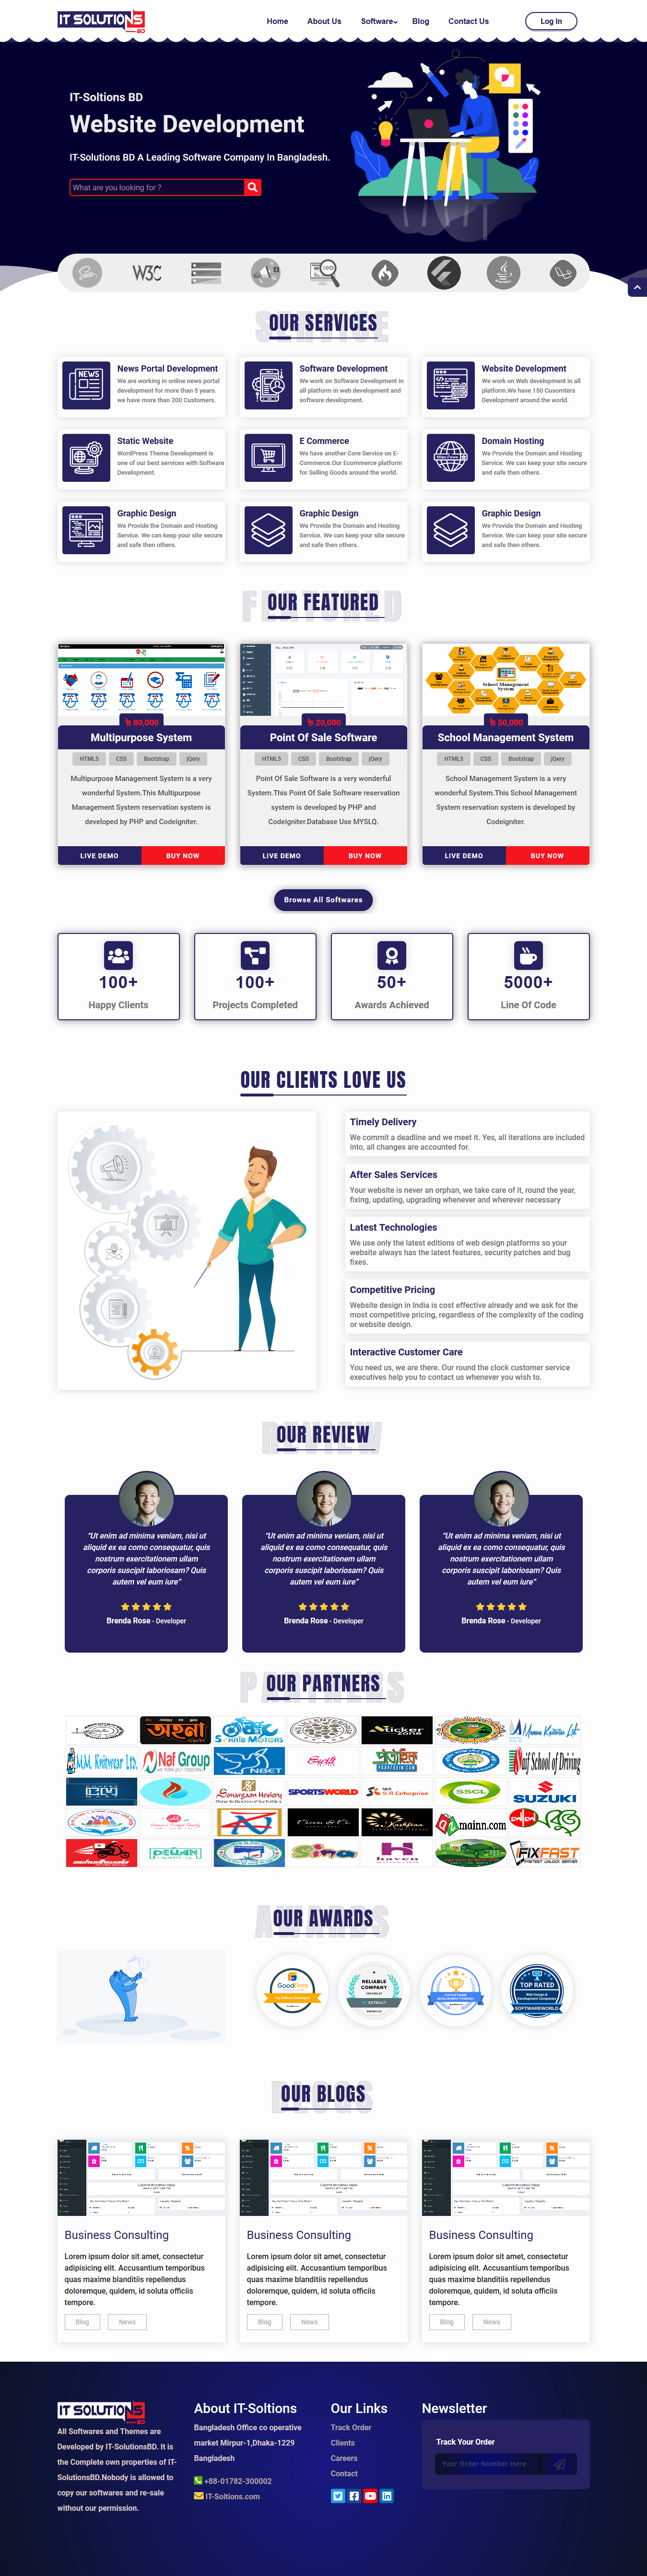 IT SOLUTIONS
BD
Home About Us Software Blog Contact Us Log In
IT-Soltions BD
Website Development
IT-Solutions BD A Leading Software Company In Bangladesh.
What are you looking for ?
Sass W3C SEO Java
OUR SERVICES
NEWS
News Portal Development
We are working in online news portal
development for more than 5 years.
we have more than 200 Customers.
Software Development
We work on Software Development in
all platform in web development and
software development.
Website Development
We work on Web development in all
platform.We have 150 Cusomters
Development around the world.
Static Website
WordPress Theme Development is
one of our best services with Software
Development.
E Commerce
We have another Core Service on E-
Commerce.Our Ecommerce platform
for Selling Goods around the world.
Domain Hosting
We Provide the Domain and Hosting
Service. We can keep your site secure
and safe then others.
Graphic Design
We Provide the Domain and Hosting
Service. We can keep your site secure
and safe then others.
Graphic Design
We Provide the Domain and Hosting
Service. We can keep your site secure
and safe then others.
Graphic Design
We Provide the Domain and Hosting
Service. We can keep your site secure
and safe then others.
FEATURED
OUR FEATURED
School Management
System
৳ 80,000
Multipurpose System
HTML5 CSS Bootstrap jQery
Multipurpose Management System is a very
wonderful System.This Multipurpose
Management System reservation system is
developed by PHP and Codeigniter.
LIVE DEMO BUY NOW
৳ 20,000
Point Of Sale Software
HTML5 CSS Bootstrap jQery
Point Of Sale Software is a very wonderful
System.This Point Of Sale Software reservation
system is developed by PHP and
Codeigniter.Database Use MYSLQ.
LIVE DEMO BUY NOW
৳ 50,000
School Management System
HTML5 CSS Bootstrap jQery
School Management System is a very
wonderful System.This School Management
System reservation system is developed by
Codeigniter.
LIVE DEMO BUY NOW
Browse All Softwares
100+
Happy Clients
100+
Projects Completed
50+
Awards Achieved
5000+
Line Of Code
OUR CLIENTS LOVE US
Timely Delivery
We commit a deadline and we meet it. Yes, all iterations are included
into, all changes are accounted for.
After Sales Services
Your website is never an orphan, we take care of it, round the year,
fixing, updating, upgrading whenever and wherever necessary
Latest Technologies
We use only the latest editions of web design platforms so your
website always has the latest features, security patches and bug
fixes.
Competitive Pricing
Website design in India is cost effective already and we ask for the
most competitive pricing, regardless of the complexity of the coding
or website design.
Interactive Customer Care
You need us, we are there. Our round the clock customer service
executives help you to contact us whenever you wish to.
REVIEW
OUR REVIEW
"Ut enim ad minima veniam, nisi ut
aliquid ex ea como consequatur, quis
nostrum exercitationem ullam
corporis suscipit laboriosam? Quis
autem vel eum iure"
Brenda Rose - Developer
"Ut enim ad minima veniam, nisi ut
aliquid ex ea como consequatur, quis
nostrum exercitationem ullam
corporis suscipit laboriosam? Quis
autem vel eum iure"
Brenda Rose - Developer
"Ut enim ad minima veniam, nisi ut
aliquid ex ea como consequatur, quis
nostrum exercitationem ullam
corporis suscipit laboriosam? Quis
autem vel eum iure"
Brenda Rose - Developer
PARTNERS
OUR PARTNERS
অহনা Sticker ZONE
M.M. Knitwear Ltd. Naf Group NBET Naif School of Driving
Sonargaon Hosiery SPORTSWORLD S.R Enterprise SSCL SUZUKI
mainn.com
DEWAN haven FIXFAST
AWARDS
OUR AWARDS
GoodFirms
RELIABLE
COMPANY
EXTRACT
TOP RATED
Web Design &
Development Companies
SOFTWAREWORLD
BLOGS
OUR BLOGS
Business Consulting
Lorem ipsum dolor sit amet, consectetur
adipisicing elit. Accusantium temporibus
quas maxime blanditiis repellendus
doloremque, quidem, id soluta officiis
tempore.
Blog News
Business Consulting
Lorem ipsum dolor sit amet, consectetur
adipisicing elit. Accusantium temporibus
quas maxime blanditiis repellendus
doloremque, quidem, id soluta officiis
tempore.
Blog News
Business Consulting
Lorem ipsum dolor sit amet, consectetur
adipisicing elit. Accusantium temporibus
quas maxime blanditiis repellendus
doloremque, quidem, id soluta officiis
tempore.
Blog News
IT SOLUTIONS
BD
All Softwares and Themes are
Developed by IT-SolutionsBD. It is
the Complete own properties of IT-
SolutionsBD.Nobody is allowed to
copy our softwares and re-sale
without our permission.
About IT-Soltions
Bangladesh Office co operative
market Mirpur-1,Dhaka-1229
Bangladesh
+88-01782-300002
IT-Soltions.com
Our Links
Track Order
Clients
Careers
Contact
Newsletter
Track Your Order
Your Order Number Here